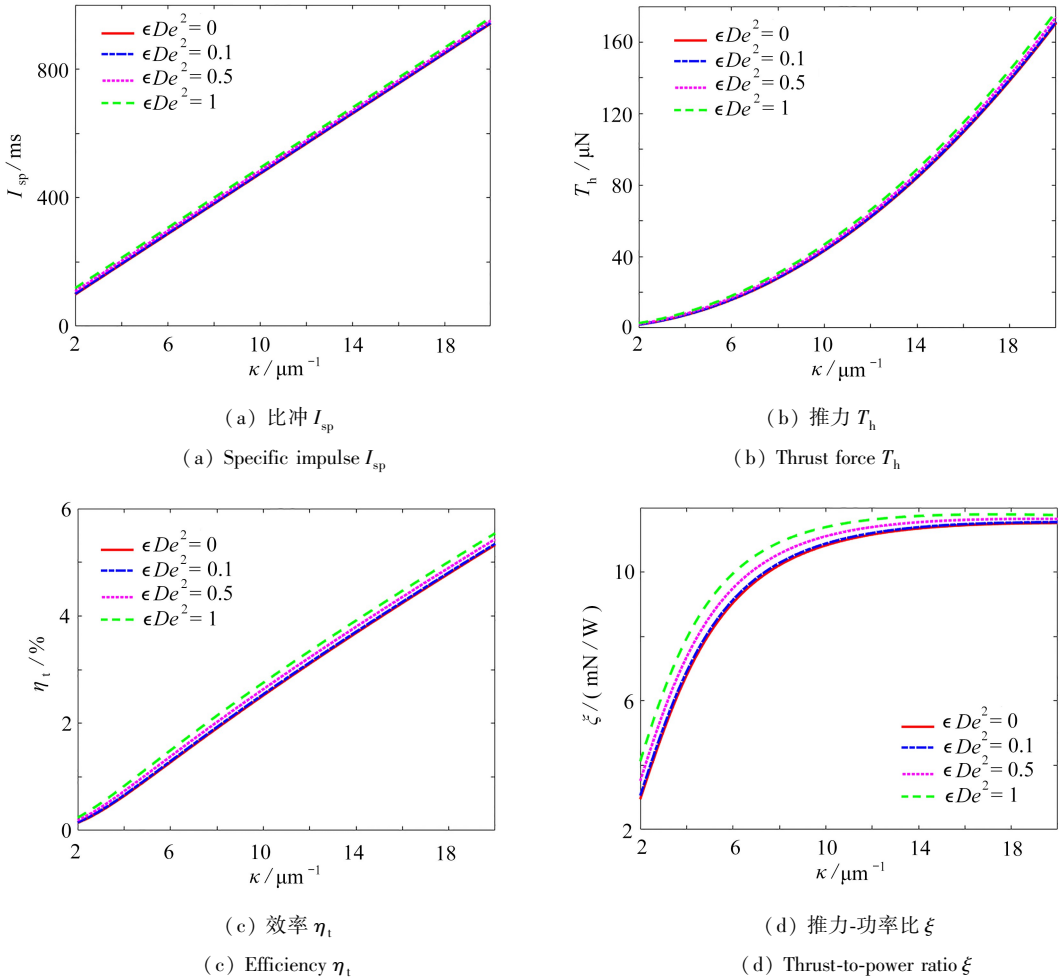 ϵDe² = 0
ϵDe² = 0.1
ϵDe² = 0.5
ϵDe² = 1
800
400
0
I_sp / ms
2 6 10 14 18
κ / μm⁻¹
(a) 比冲 I_sp
(a) Specific impulse I_sp
ϵDe² = 0
ϵDe² = 0.1
ϵDe² = 0.5
ϵDe² = 1
160
120
80
40
0
T_h / μN
2 6 10 14 18
κ / μm⁻¹
(b) 推力 T_h
(b) Thrust force T_h
ϵDe² = 0
ϵDe² = 0.1
ϵDe² = 0.5
ϵDe² = 1
6
4
2
0
η_t / %
2 6 10 14 18
κ / μm⁻¹
(c) 效率 η_t
(c) Efficiency η_t
10
6
2
ξ / ( mN / W )
ϵDe² = 0
ϵDe² = 0.1
ϵDe² = 0.5
ϵDe² = 1
2 6 10 14 18
κ / μm⁻¹
(d) 推力-功率比 ξ
(d) Thrust-to-power ratio ξ